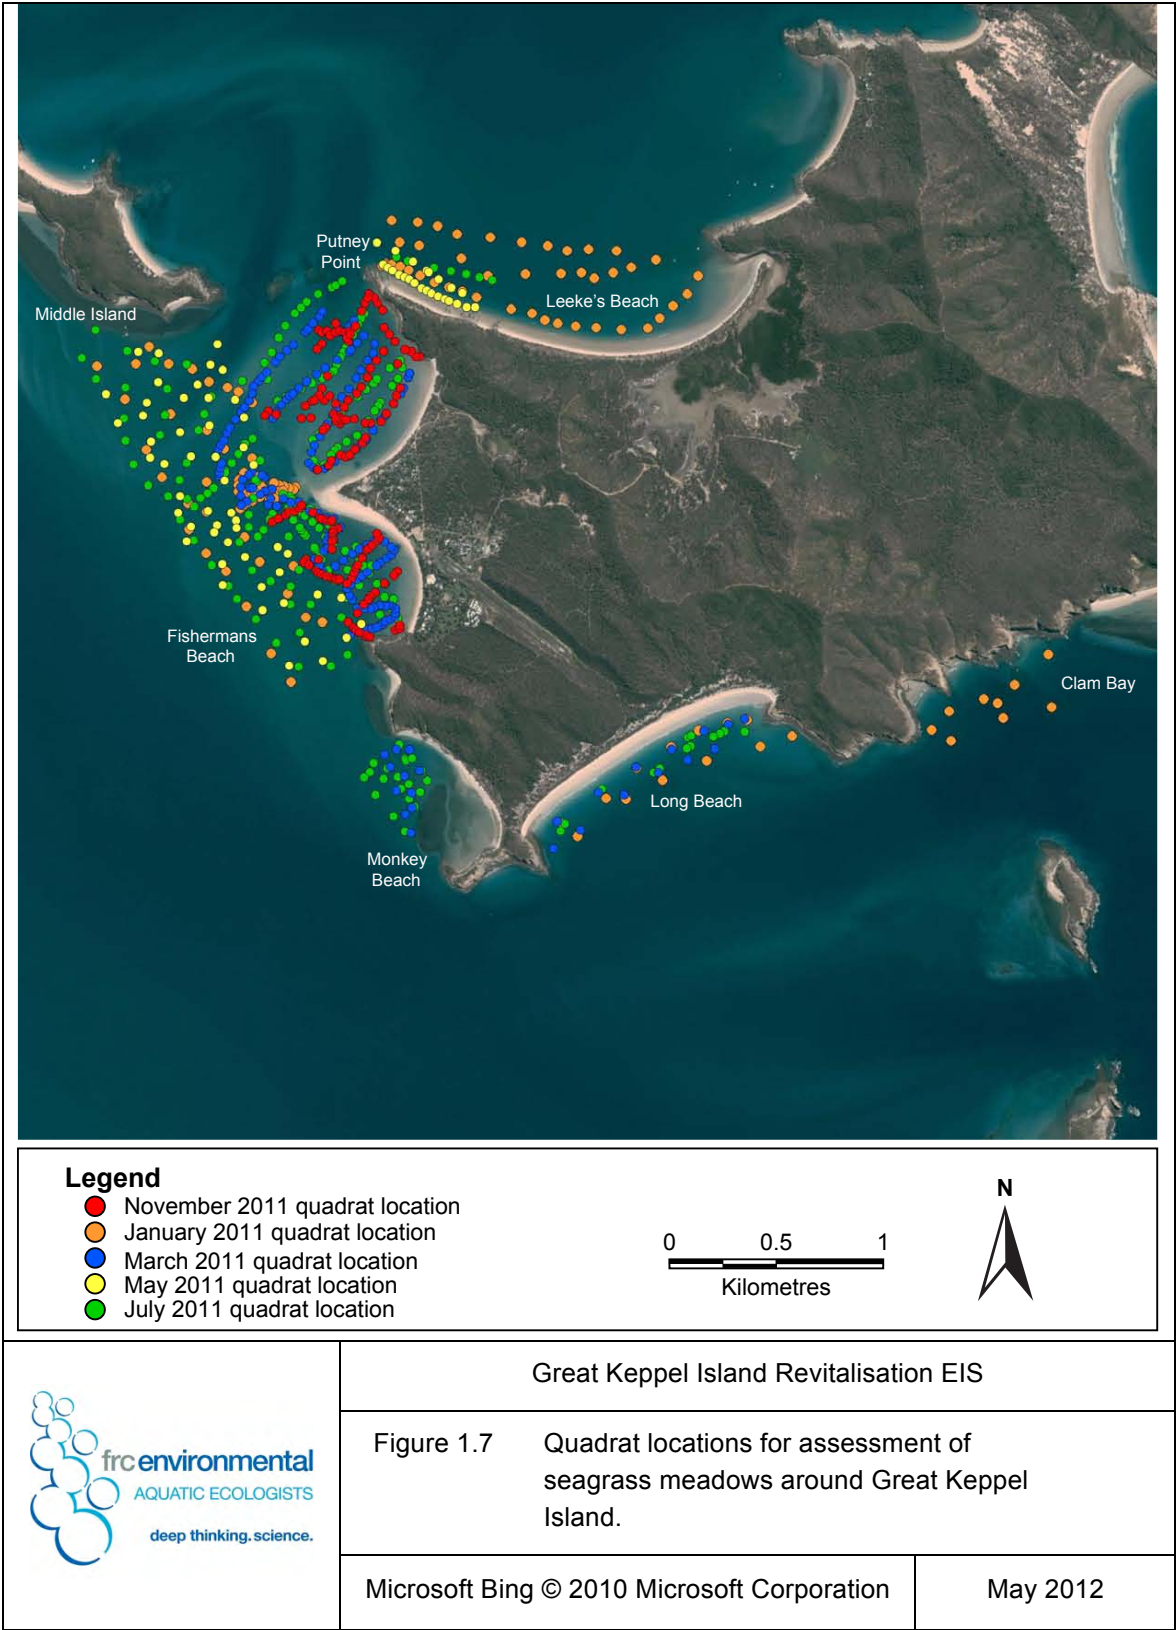 Putney
Point
Middle Island
Leeke's Beach
Fishermans
Beach
Clam Bay
Long Beach
Monkey
Beach
Legend
November 2011 quadrat location
January 2011 quadrat location
March 2011 quadrat location
May 2011 quadrat location
July 2011 quadrat location
0 0.5 1
Kilometres
N
frc environmental
AQUATIC ECOLOGISTS
deep thinking. science.
Great Keppel Island Revitalisation EIS
Figure 1.7 Quadrat locations for assessment of
seagrass meadows around Great Keppel
Island.
Microsoft Bing © 2010 Microsoft Corporation
May 2012